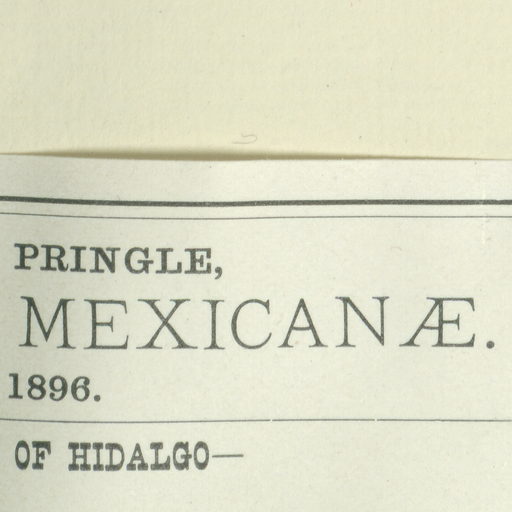 PRINGLE,
MEXICANÆ.
1896.
OF HIDALGO—